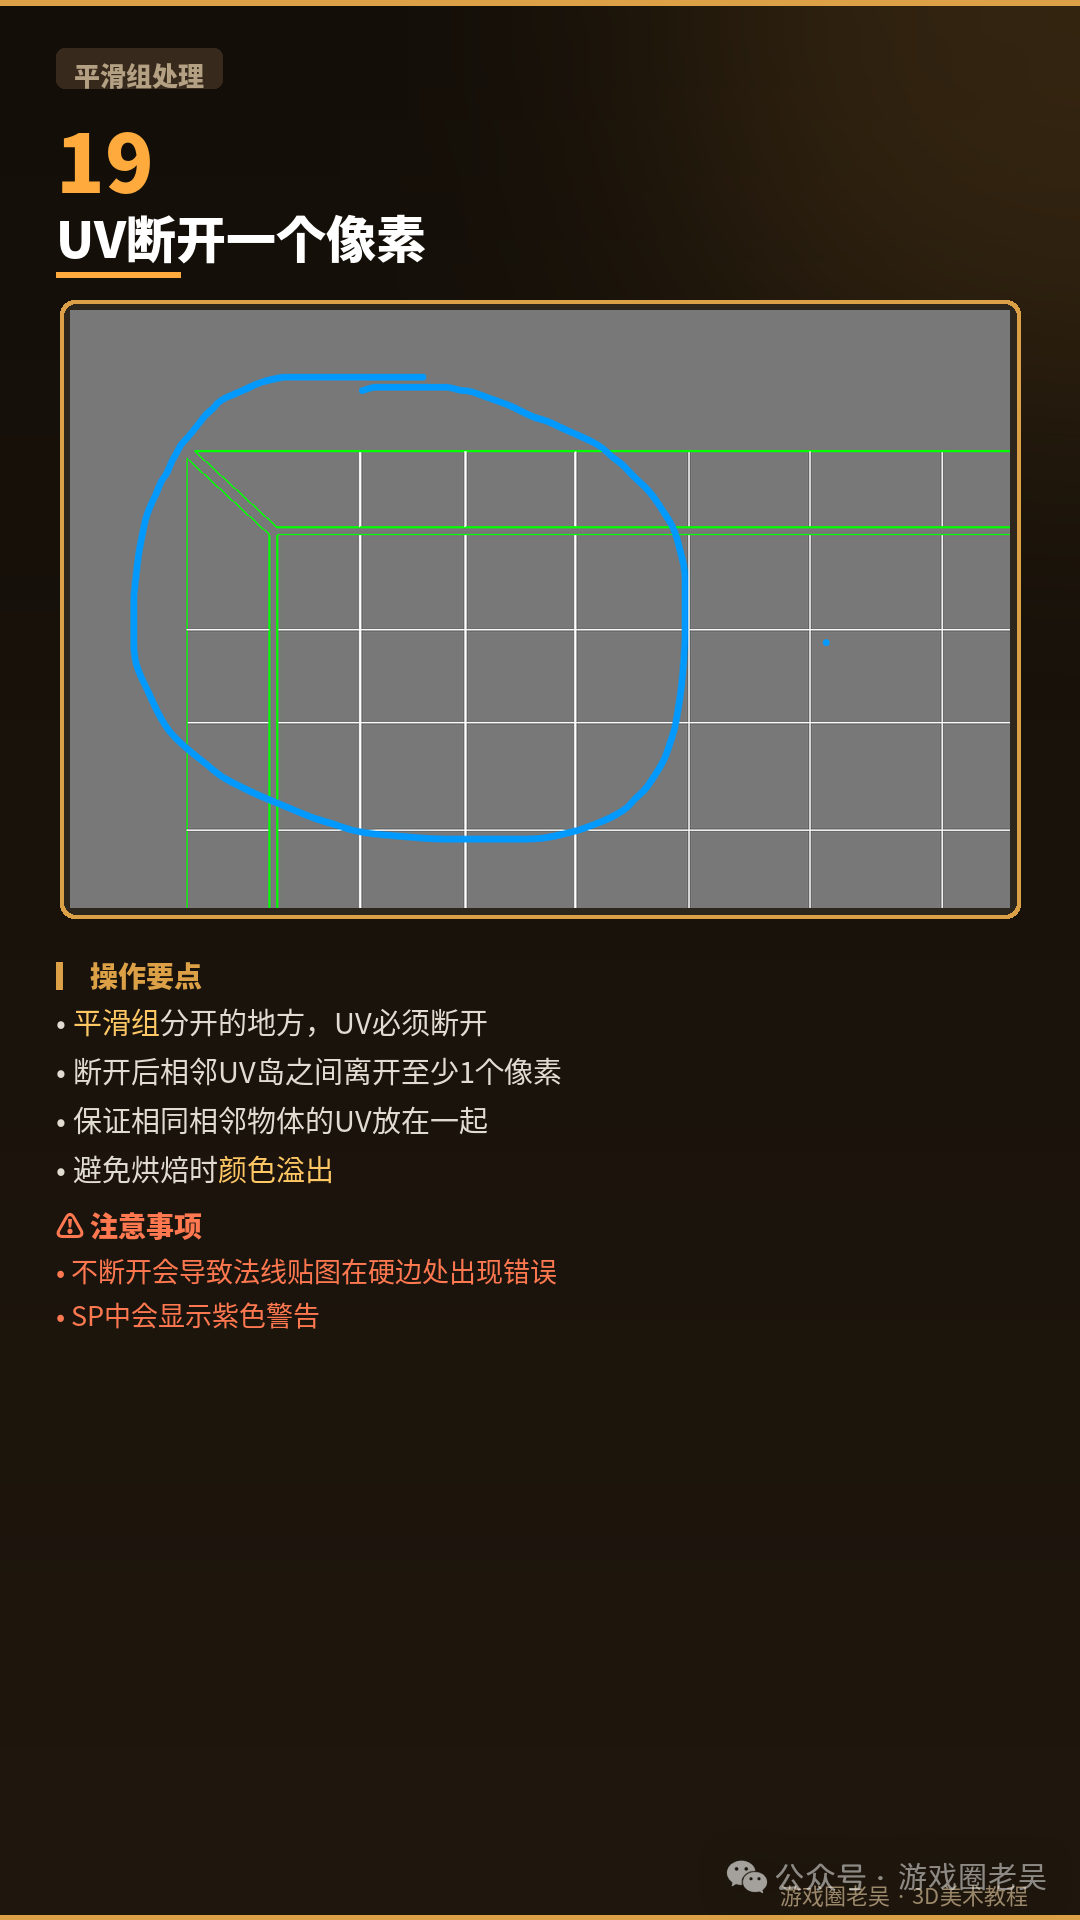 平滑组处理
19
UV断开一个像素
操作要点
• 平滑组分开的地方，UV必须断开
• 断开后相邻UV岛之间离开至少1个像素
• 保证相同相邻物体的UV放在一起
• 避免烘焙时颜色溢出
⚠ 注意事项
• 不断开会导致法线贴图在硬边处出现错误
• SP中会显示紫色警告
公众号 · 游戏圈老吴
游戏圈老吴 · 3D美术教程